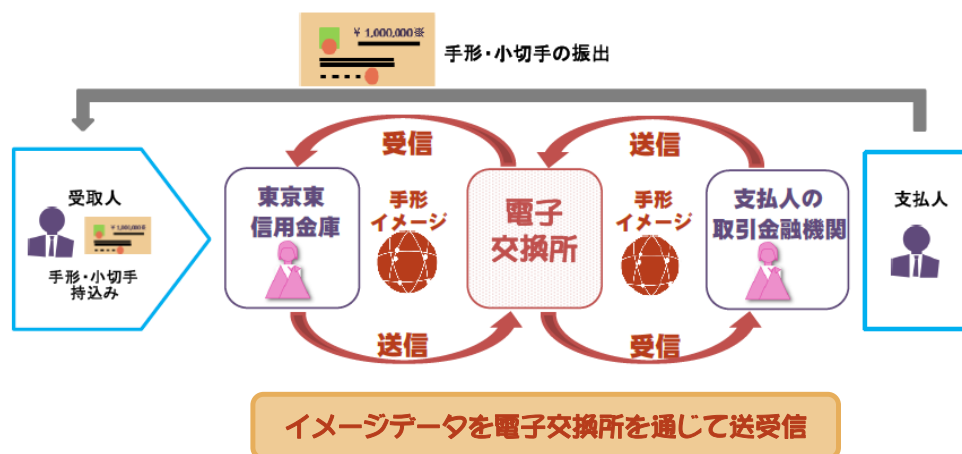 ¥ 1,000,000※
手形・小切手の振出
受信
送信
受取人
¥ 1,000,000※
手形・小切手
持込み
東京東
信用金庫
手形
イメージ
電子
交換所
手形
イメージ
支払人の
取引金融機関
支払人
送信
受信
イメージデータを電子交換所を通じて送受信